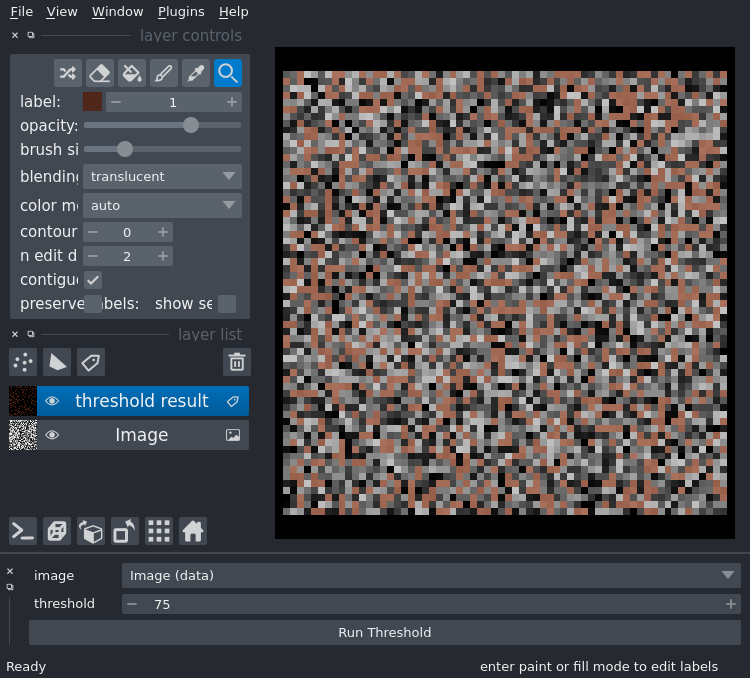 File View Window Plugins Help
layer controls
label: 1
opacity:
brush si
blending translucent
color m auto
contour 0
n edit d 2
contigu
preserve abels: show se
layer list
threshold result
Image
image Image (data)
threshold 75
Run Threshold
Ready enter paint or fill mode to edit labels